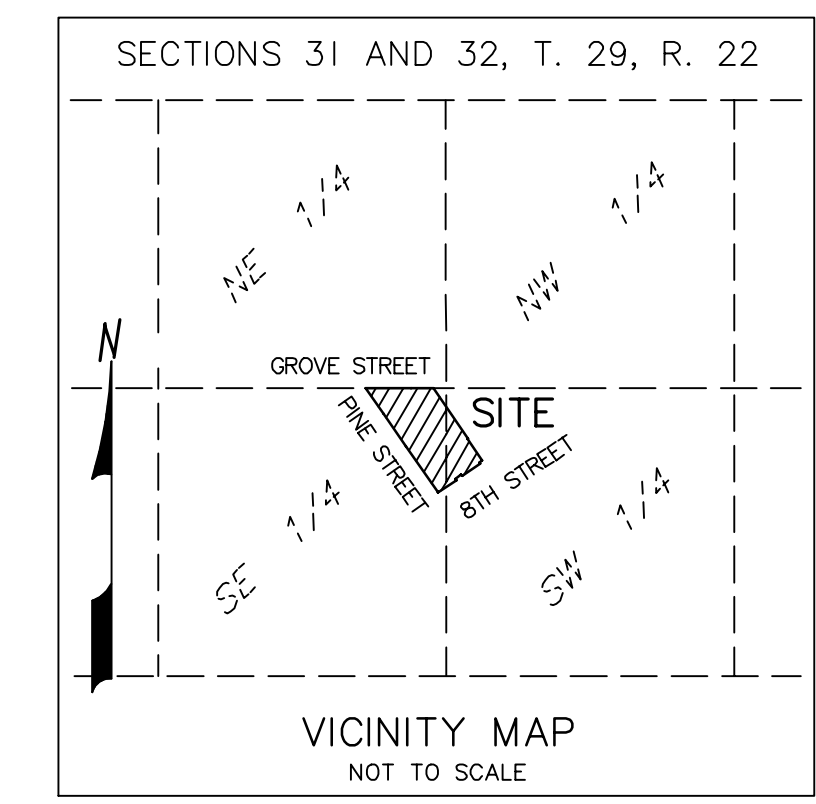 SECTIONS 31 AND 32, T. 29, R. 22
NE 1/4
NW 1/4
N
GROVE STREET
SITE
PINE STREET
8TH STREET
SE 1/4
SW 1/4
VICINITY MAP
NOT TO SCALE